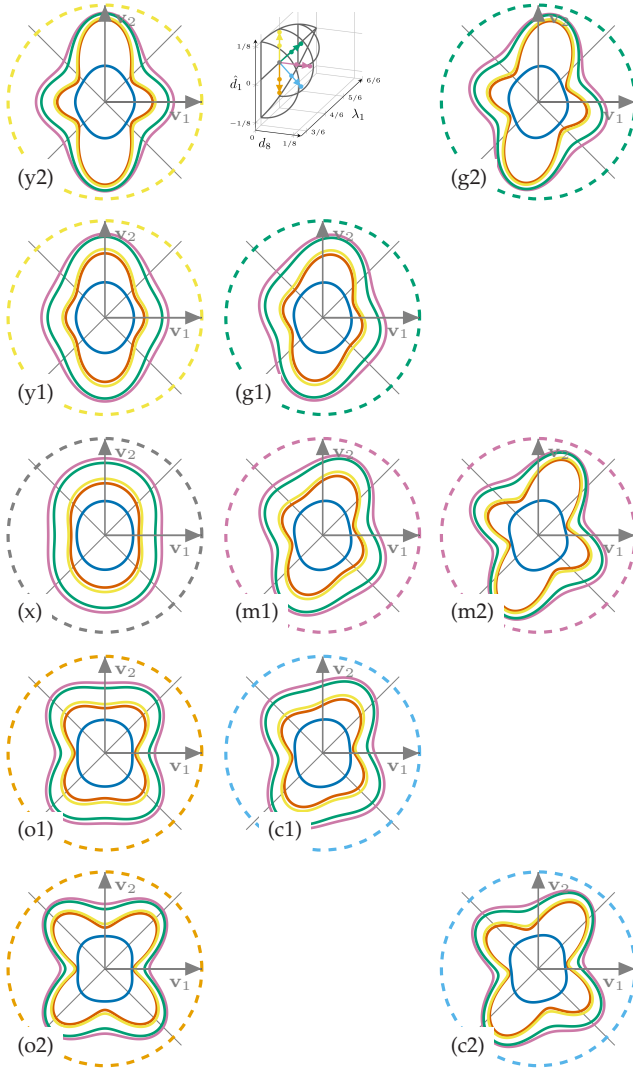 v₂
v₁
(y2)
1/8
d̂₁ 0
−1/8
0
d₈ 1/8
3/6
4/6
5/6
6/6
λ₁
v₂
v₁
(g2)
v₂
v₁
(y1)
v₂
v₁
(g1)
v₂
v₁
(x)
v₂
v₁
(m1)
v₂
v₁
(m2)
v₂
v₁
(o1)
v₂
v₁
(c1)
v₂
v₁
(o2)
v₂
v₁
(c2)